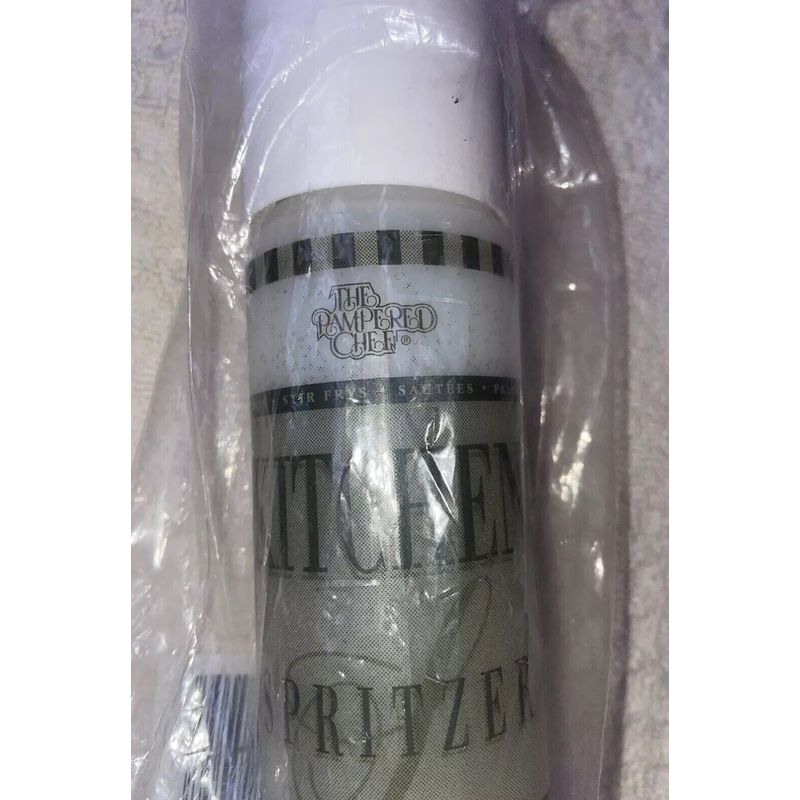 THE
PAMPERED
CHEF®
• STIR FRYS • SAUTÉES •
KITCHEN
SPRITZER